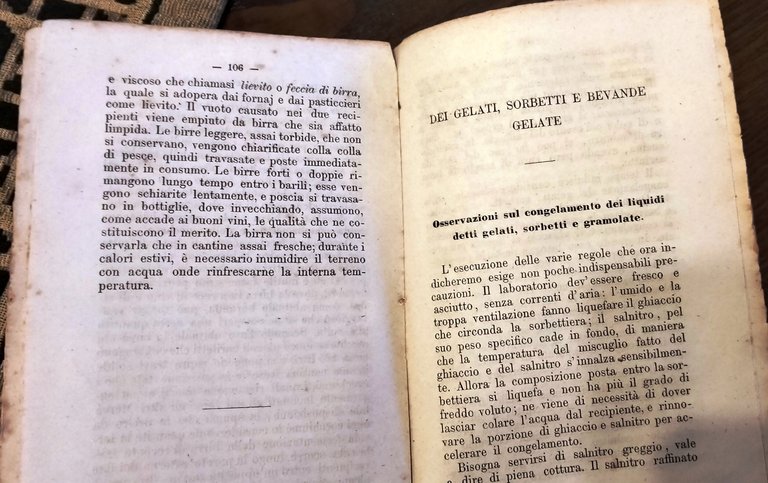 — 106 —
e viscoso che chiamasi lievito o feccia di birra,
la quale si adopera dai fornaj e dai pasticcieri
come lievito. Il vuoto causato nei due reci-
pienti viene empiuto da birra che sia affatto
limpida. Le birre leggere, assai torbide, che non
si conservano, vengono chiarificate colla colla
di pesce, quindi travasate e poste immediata-
mente in consumo. Le birre forti o doppie ri-
mangono lungo tempo entro i barili; esse ven-
gono schiarite lentamente, e poscia si travasa-
no in bottiglie, dove invecchiando, assumono,
come accade ai buoni vini, le qualità che ne co-
stituiscono il merito. La birra non si può con-
servarla che in cantine assai fresche; durante i
calori estivi, è necessario inumidire il terreno
con acqua onde rinfrescarne la interna tem-
peratura.
DEI GELATI, SORBETTI E BEVANDE
GELATE
Osservazioni sul congelamento dei liquidi
detti gelati, sorbetti e gramolate.
L'esecuzione delle varie regole che ora in-
dicheremo esige non poche indispensabili pre-
cauzioni. Il laboratorio dev'essere fresco e
asciutto, senza correnti d'aria: l'umido e la
troppa ventilazione fanno liquefare il ghiaccio
che circonda la sorbettiera; il salnitro, pel
suo peso specifico cade in fondo, di maniera
che la temperatura del miscuglio fatto del
ghiaccio e del salnitro s'innalza sensibilmen-
te. Allora la composizione posta entro la sor-
bettiera si liquefa e non ha più il grado di
freddo voluto; ne viene di necessità di dover
lasciar colare l'acqua dal recipiente, e rinno-
vare la porzione di ghiaccio e salnitro per ac-
celerare il congelamento.
Bisogna servirsi di salnitro greggio, vale
a dire di piena cottura. Il salnitro raffinato